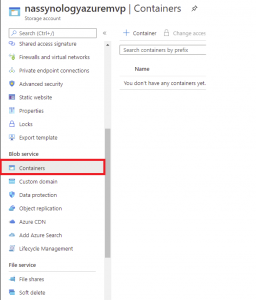 nassynologyazuremvp | Containers
Storage account
Search (Ctrl+/)
«
+ Container
Change acces
Shared access signature
Firewalls and virtual networks
Private endpoint connections
Advanced security
Static website
Properties
Locks
Export template
Blob service
Containers
Custom domain
Data protection
Object replication
Azure CDN
Add Azure Search
Lifecycle Management
File service
File shares
Soft delete
Search containers by prefix
Name
You don't have any containers yet.